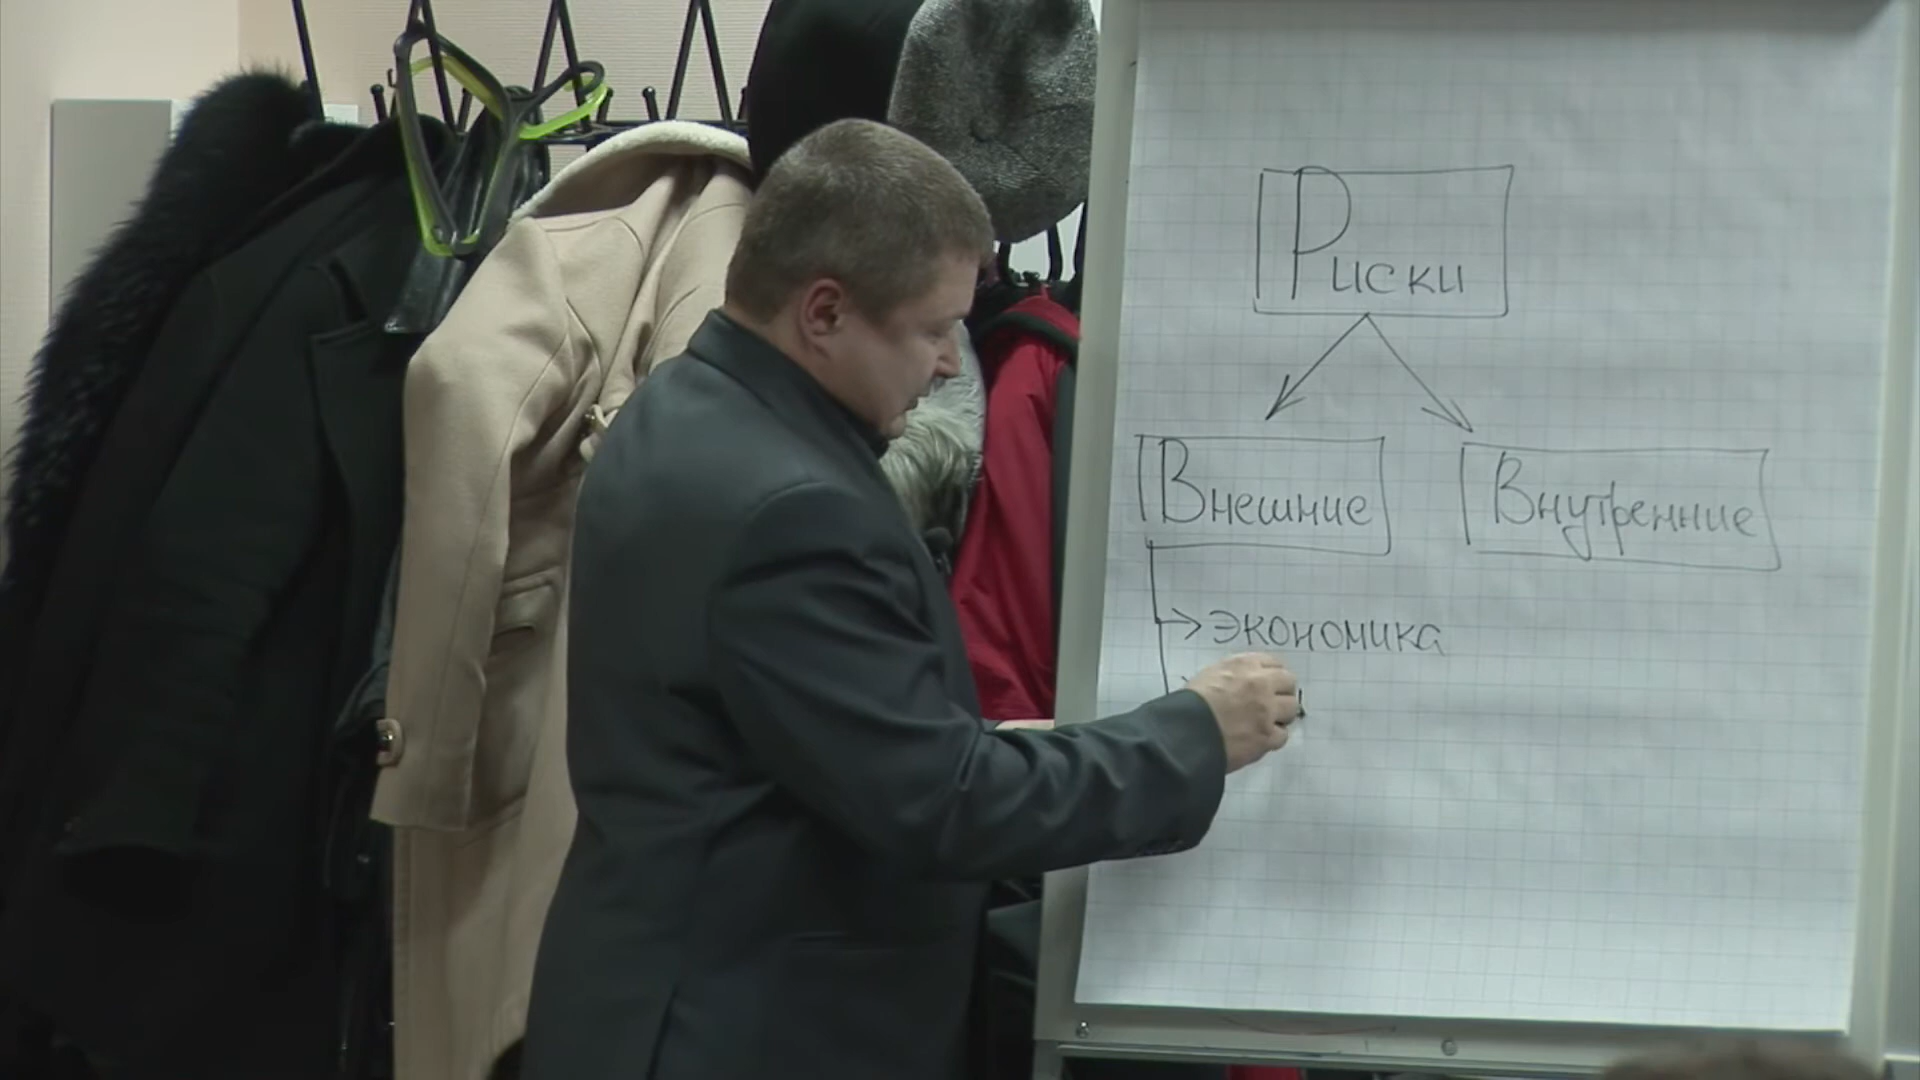 Риски
Внешние Внутренние
экономика